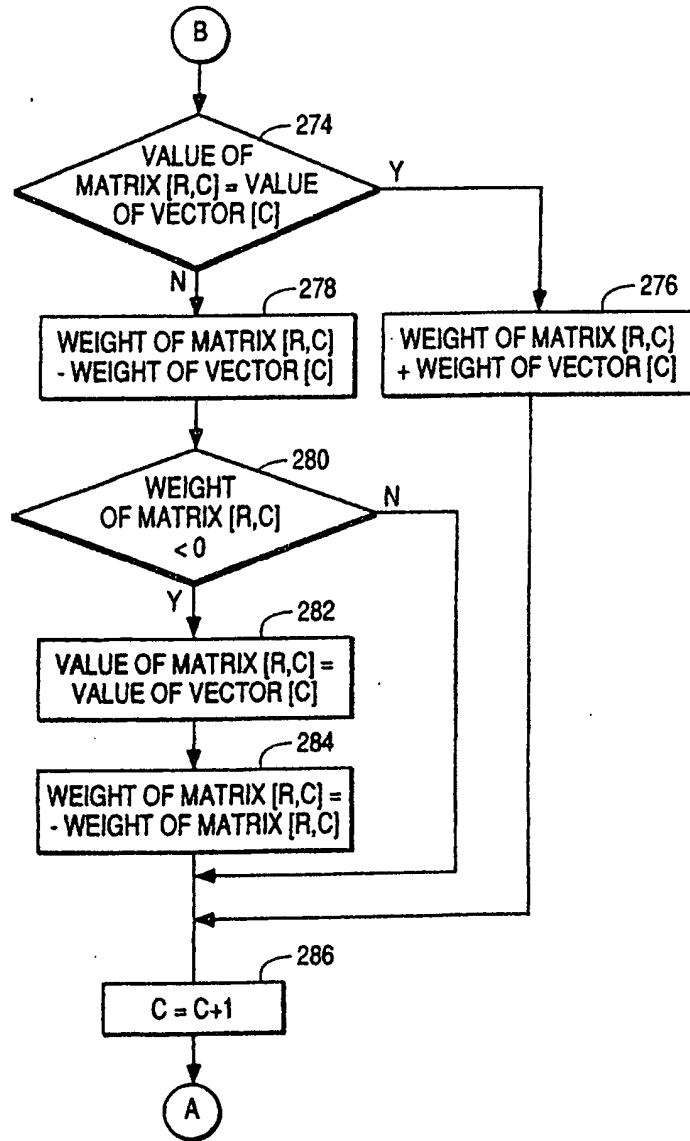 B
274
VALUE OF
MATRIX [R,C] = VALUE
OF VECTOR [C]
Y
N
278
WEIGHT OF MATRIX [R,C]
- WEIGHT OF VECTOR [C]
276
WEIGHT OF MATRIX [R,C]
+ WEIGHT OF VECTOR [C]
280
WEIGHT
OF MATRIX [R,C]
< 0
N
Y
282
VALUE OF MATRIX [R,C] =
VALUE OF VECTOR [C]
284
WEIGHT OF MATRIX [R,C] =
- WEIGHT OF MATRIX [R,C]
286
C = C+1
A